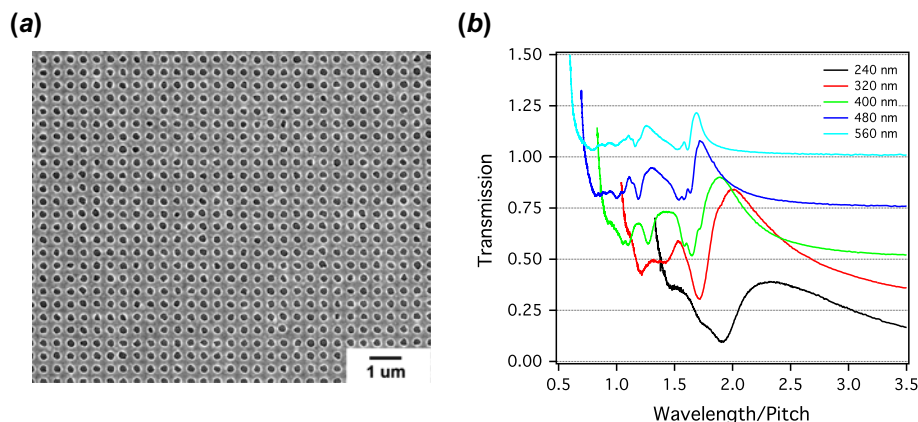 (a)
1 um
(b)
1.50
1.25
1.00
0.75
0.50
0.25
0.00
Transmission
240 nm
320 nm
400 nm
480 nm
560 nm
0.5 1.0 1.5 2.0 2.5 3.0 3.5
Wavelength/Pitch